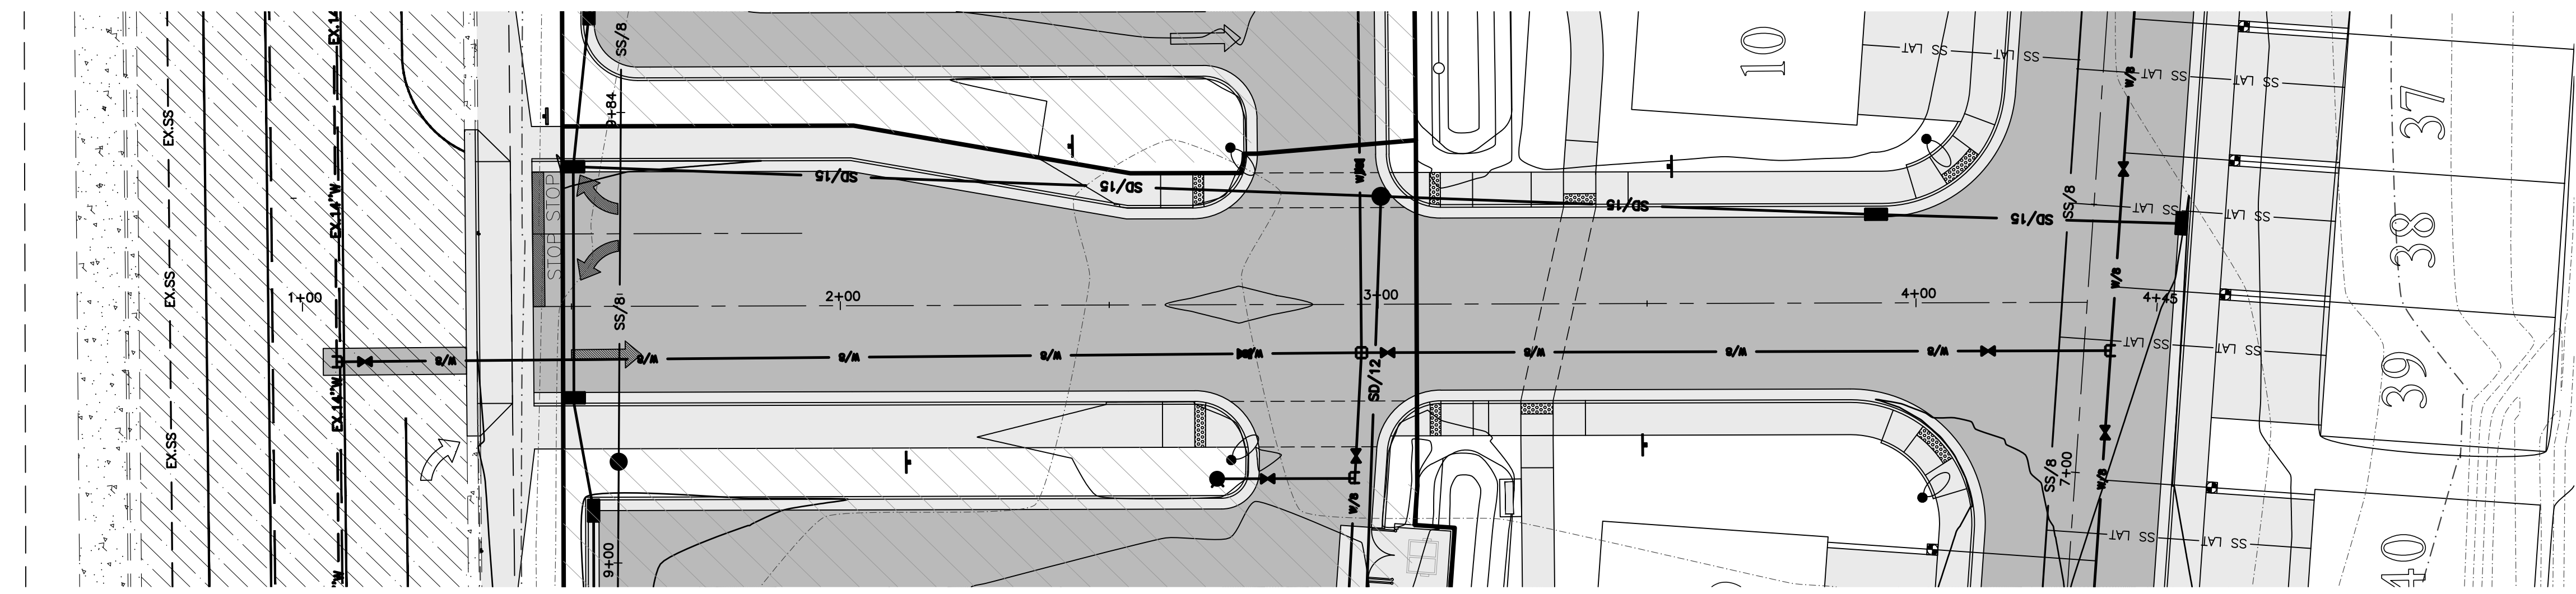 EX.14"W
EX.SS
SS/8
9+84
10
SS LAT
SS LAT
W/8
SS LAT
SS LAT
37
STOP
STOP
SD/15
SD/15
SD/15
SD/15
W/8
EX.14"W
SS/8
SS LAT
SS LAT
38
EX.SS
1+00
SS/8
2+00
3+00
4+00
4+45
W/8
W/8
W/8
W/8
W/8
W/8
W/8
W/8
W/8
SS LAT
SS LAT
39
SD/12
EX.14"W
EX.SS
W/8
SS/8
7+00
W/8
9+00
SS LAT
SS LAT
40